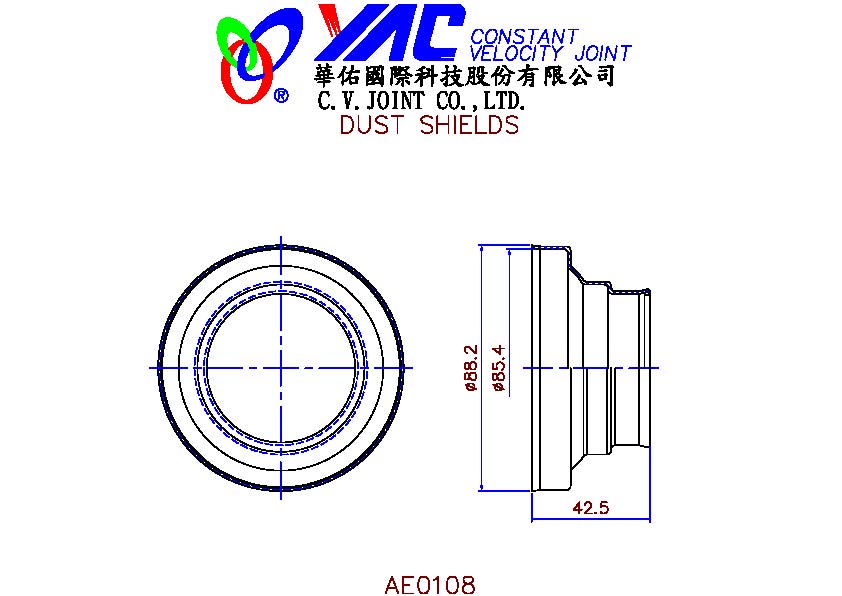 YAC CONSTANT
VELOCITY JOINT
®
華佑國際科技股份有限公司
C.V.JOINT CO.,LTD.
DUST SHIELDS
ø88.2
ø85.4
42.5
AE0108